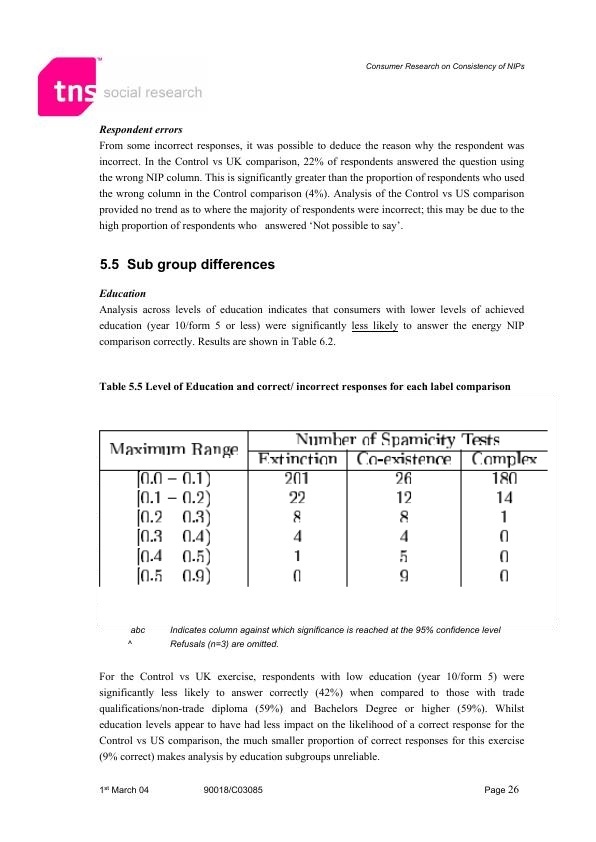 Consumer Research on Consistency of NIPs
tns social research
™
Respondent errors
From some incorrect responses, it was possible to deduce the reason why the respondent was
incorrect. In the Control vs UK comparison, 22% of respondents answered the question using
the wrong NIP column. This is significantly greater than the proportion of respondents who used
the wrong column in the Control comparison (4%). Analysis of the Control vs US comparison
provided no trend as to where the majority of respondents were incorrect; this may be due to the
high proportion of respondents who answered ‘Not possible to say’.
5.5 Sub group differences
Education
Analysis across levels of education indicates that consumers with lower levels of achieved
education (year 10/form 5 or less) were significantly less likely to answer the energy NIP
comparison correctly. Results are shown in Table 6.2.
Table 5.5 Level of Education and correct/ incorrect responses for each label comparison
Maximum Range Number of Spamicity Tests
Extinction Co-existence Complex
[0.0 – 0.1) 201 26 180
[0.1 – 0.2) 22 12 14
[0.2 0.3) 8 8 1
[0.3 0.4) 4 4 0
[0.4 0.5) 1 5 0
[0.5 0.9) 0 9 0
abc Indicates column against which significance is reached at the 95% confidence level
^ Refusals (n=3) are omitted.
For the Control vs UK exercise, respondents with low education (year 10/form 5) were
significantly less likely to answer correctly (42%) when compared to those with trade
qualifications/non-trade diploma (59%) and Bachelors Degree or higher (59%). Whilst
education levels appear to have had less impact on the likelihood of a correct response for the
Control vs US comparison, the much smaller proportion of correct responses for this exercise
(9% correct) makes analysis by education subgroups unreliable.
1st March 04 90018/C03085 Page 26